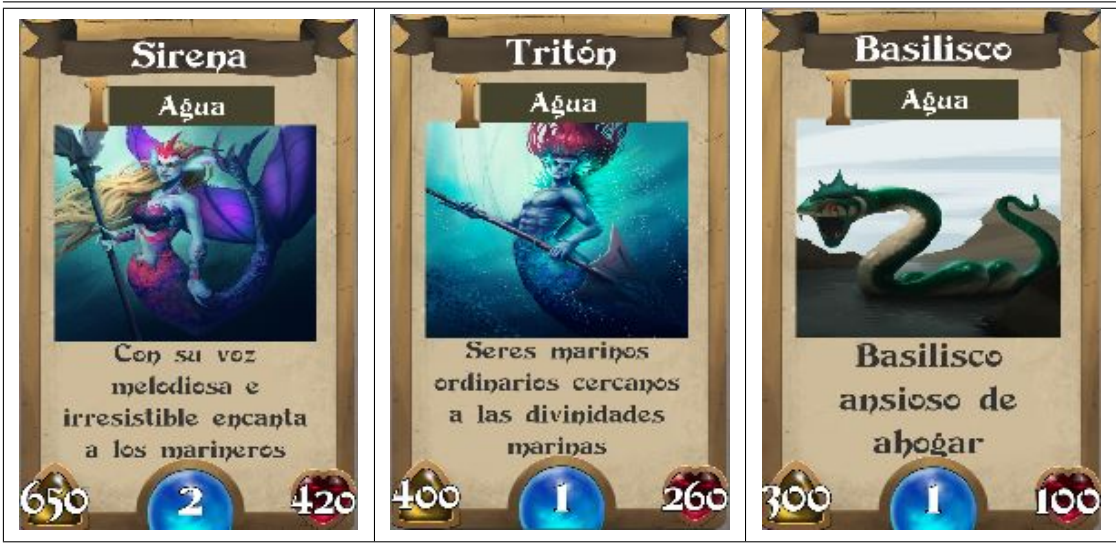 Sirena
I Agua
Con su voz
melodiosa e
irresistible encanta
a los marineros
650 2 420
Tritón
I Agua
Seres marinos
ordinarios cercanos
a las divinidades
marinas
400 1 260
Basilisco
I Agua
Basilisco
ansioso de
ahogar
300 1 100